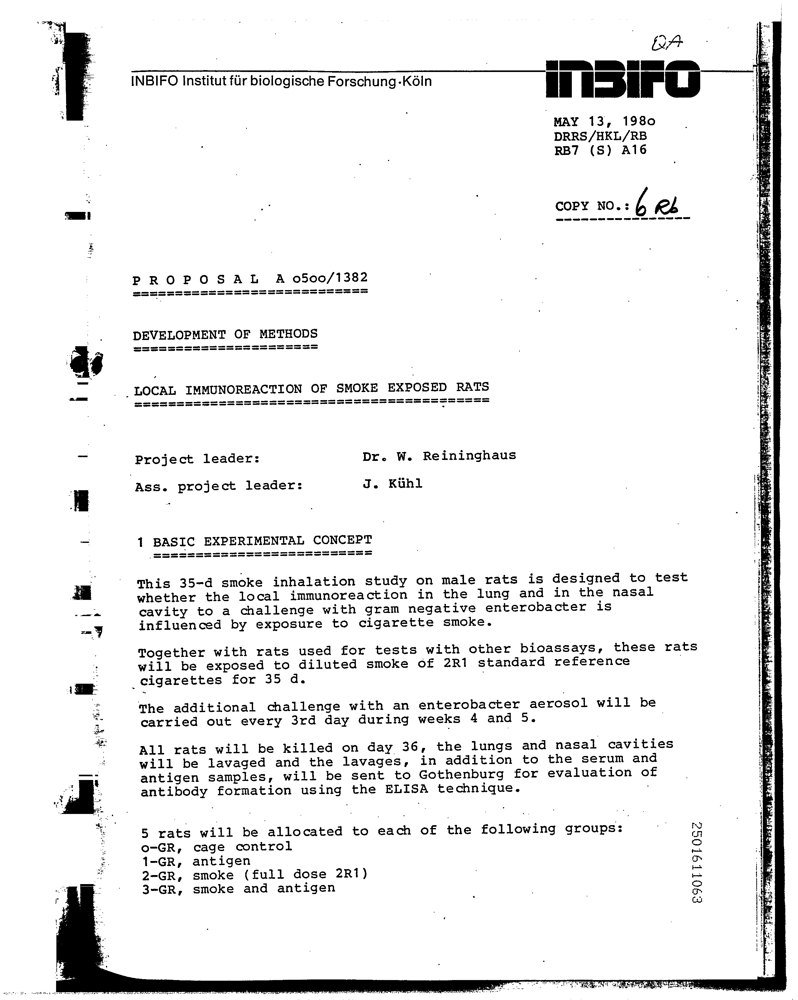 QA
INBIFO Institut für biologische Forschung·Köln
INBIFO
MAY 13, 198o
DRRS/HKL/RB
RB7 (S) A16
COPY NO.: 6 Rb
P R O P O S A L  A o5oo/1382
DEVELOPMENT OF METHODS
LOCAL IMMUNOREACTION OF SMOKE EXPOSED RATS
Project leader: Dr. W. Reininghaus
Ass. project leader: J. Kühl
1 BASIC EXPERIMENTAL CONCEPT
This 35-d smoke inhalation study on male rats is designed to test
whether the local immunoreaction in the lung and in the nasal
cavity to a challenge with gram negative enterobacter is
influenced by exposure to cigarette smoke.
Together with rats used for tests with other bioassays, these rats
will be exposed to diluted smoke of 2R1 standard reference
cigarettes for 35 d.
The additional challenge with an enterobacter aerosol will be
carried out every 3rd day during weeks 4 and 5.
All rats will be killed on day 36, the lungs and nasal cavities
will be lavaged and the lavages, in addition to the serum and
antigen samples, will be sent to Gothenburg for evaluation of
antibody formation using the ELISA technique.
5 rats will be allocated to each of the following groups:
o-GR, cage control
1-GR, antigen
2-GR, smoke (full dose 2R1)
3-GR, smoke and antigen
2501611063